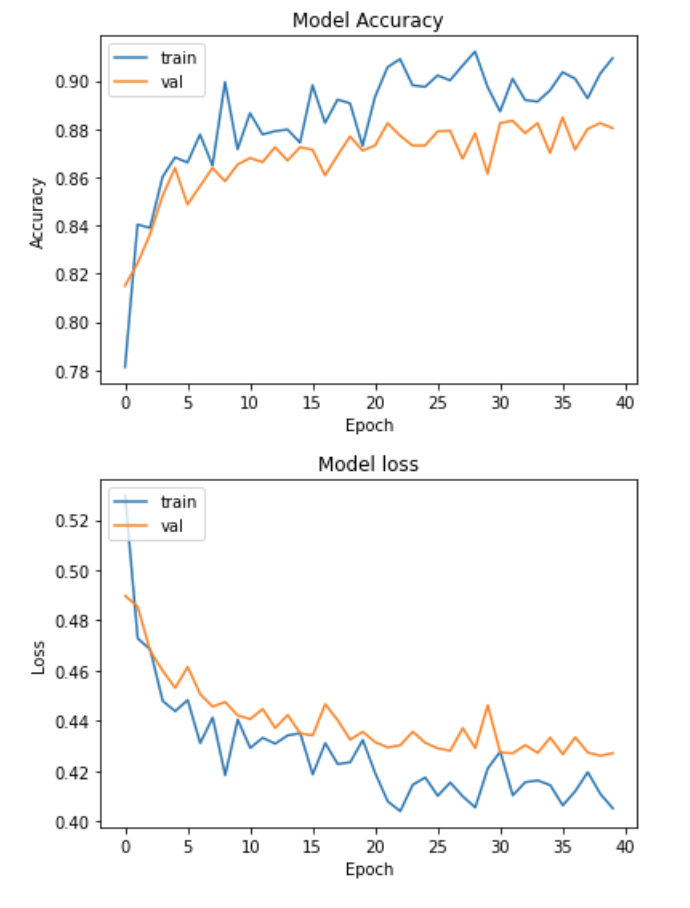 Model Accuracy
train
val
0.90
0.88
0.86
0.84
0.82
0.80
0.78
Accuracy
0 5 10 15 20 25 30 35 40
Epoch
Model loss
train
val
0.52
0.50
0.48
0.46
0.44
0.42
0.40
Loss
0 5 10 15 20 25 30 35 40
Epoch